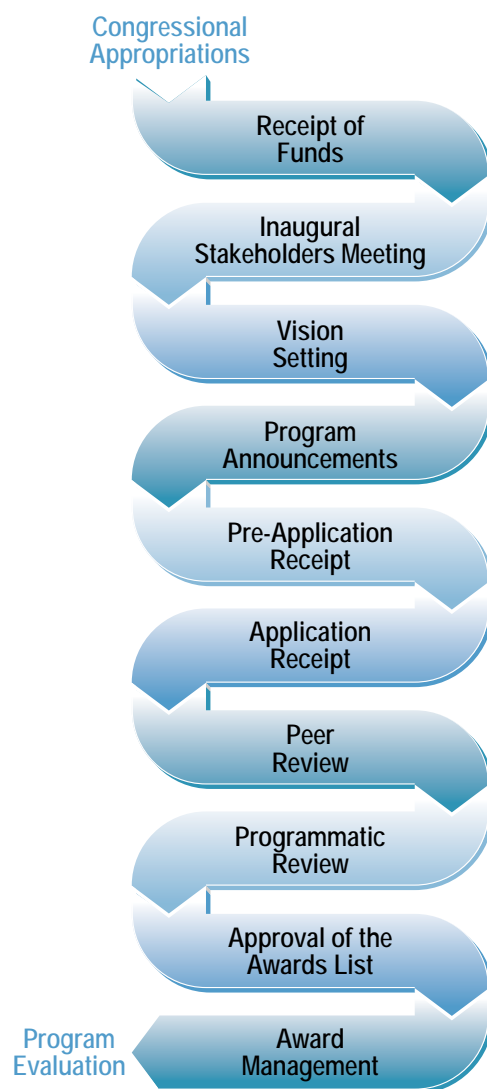 Congressional
Appropriations
Receipt of
Funds
Inaugural
Stakeholders Meeting
Vision
Setting
Program
Announcements
Pre-Application
Receipt
Application
Receipt
Peer
Review
Programmatic
Review
Approval of the
Awards List
Award
Management
Program
Evaluation